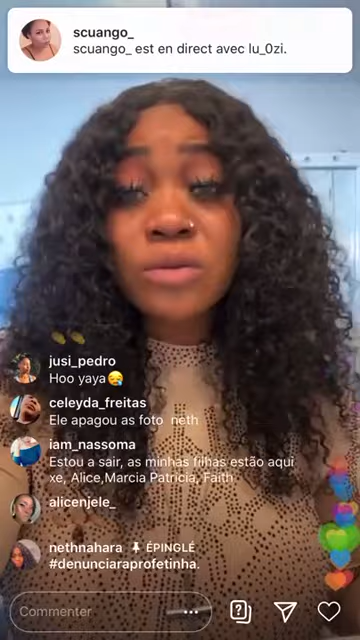 scuango_
scuango_ est en direct avec lu_0zi.
jusi_pedro
Hoo yaya😪
celeyda_freitas
Ele apagou as foto neth
iam_nassoma
Estou a sair, as minhas filhas estão aqui
xe, Alice,Marcia Patricia, Faith
alicenjele_
nethnahara 📌 ÉPINGLÉ
#denunciaraprofetinha.
Commenter